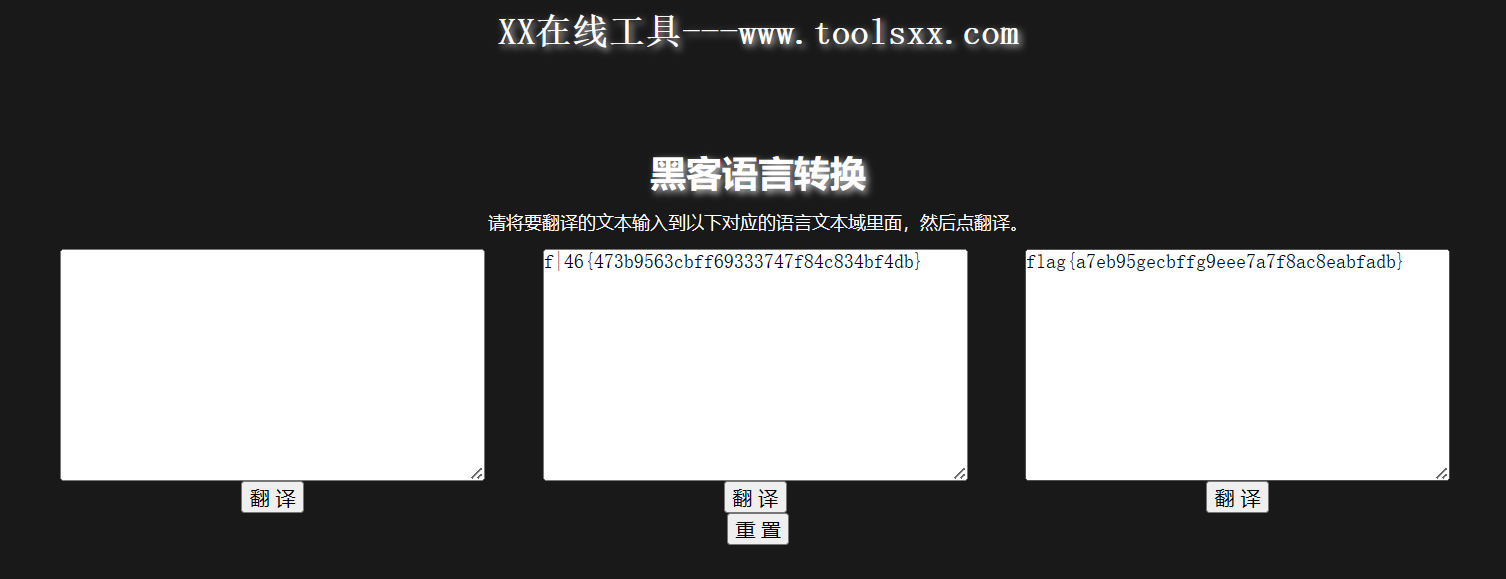 XX在线工具---www.toolsxx.com
黑客语言转换
请将要翻译的文本输入到以下对应的语言文本域里面，然后点翻译。
f|46{473b9563cbff69333747f84c834bf4db}
flag{a7eb95gecbffg9eee7a7f8ac8eabfadb}
翻 译
翻 译
翻 译
重 置